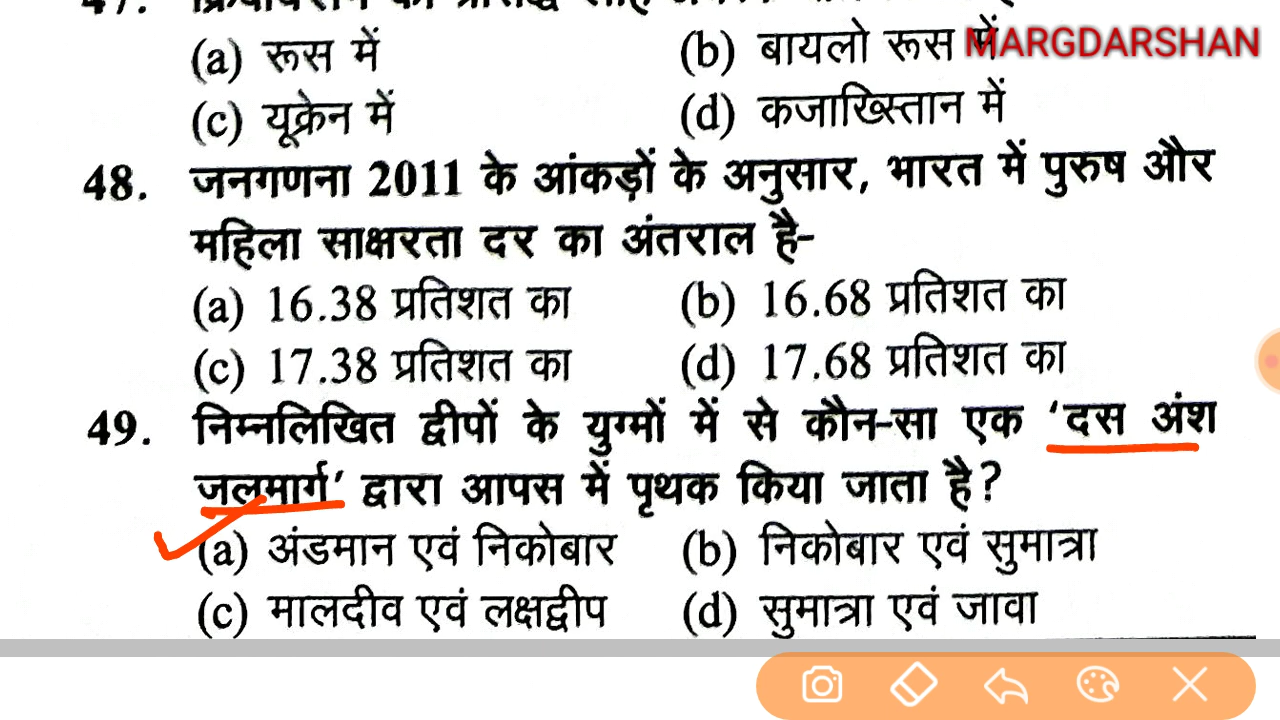 47.
MARGDARSHAN
(a) रूस में (b) बायलो रूस में
(c) यूक्रेन में (d) कजाख्स्तिान में
48. जनगणना 2011 के आंकड़ों के अनुसार, भारत में पुरुष और
महिला साक्षरता दर का अंतराल है-
(a) 16.38 प्रतिशत का (b) 16.68 प्रतिशत का
(c) 17.38 प्रतिशत का (d) 17.68 प्रतिशत का
49. निम्नलिखित द्वीपों के युग्मों में से कौन-सा एक ‘दस अंश
जलमार्ग’ द्वारा आपस में पृथक किया जाता है?
(a) अंडमान एवं निकोबार (b) निकोबार एवं सुमात्रा
(c) मालदीव एवं लक्षद्वीप (d) सुमात्रा एवं जावा